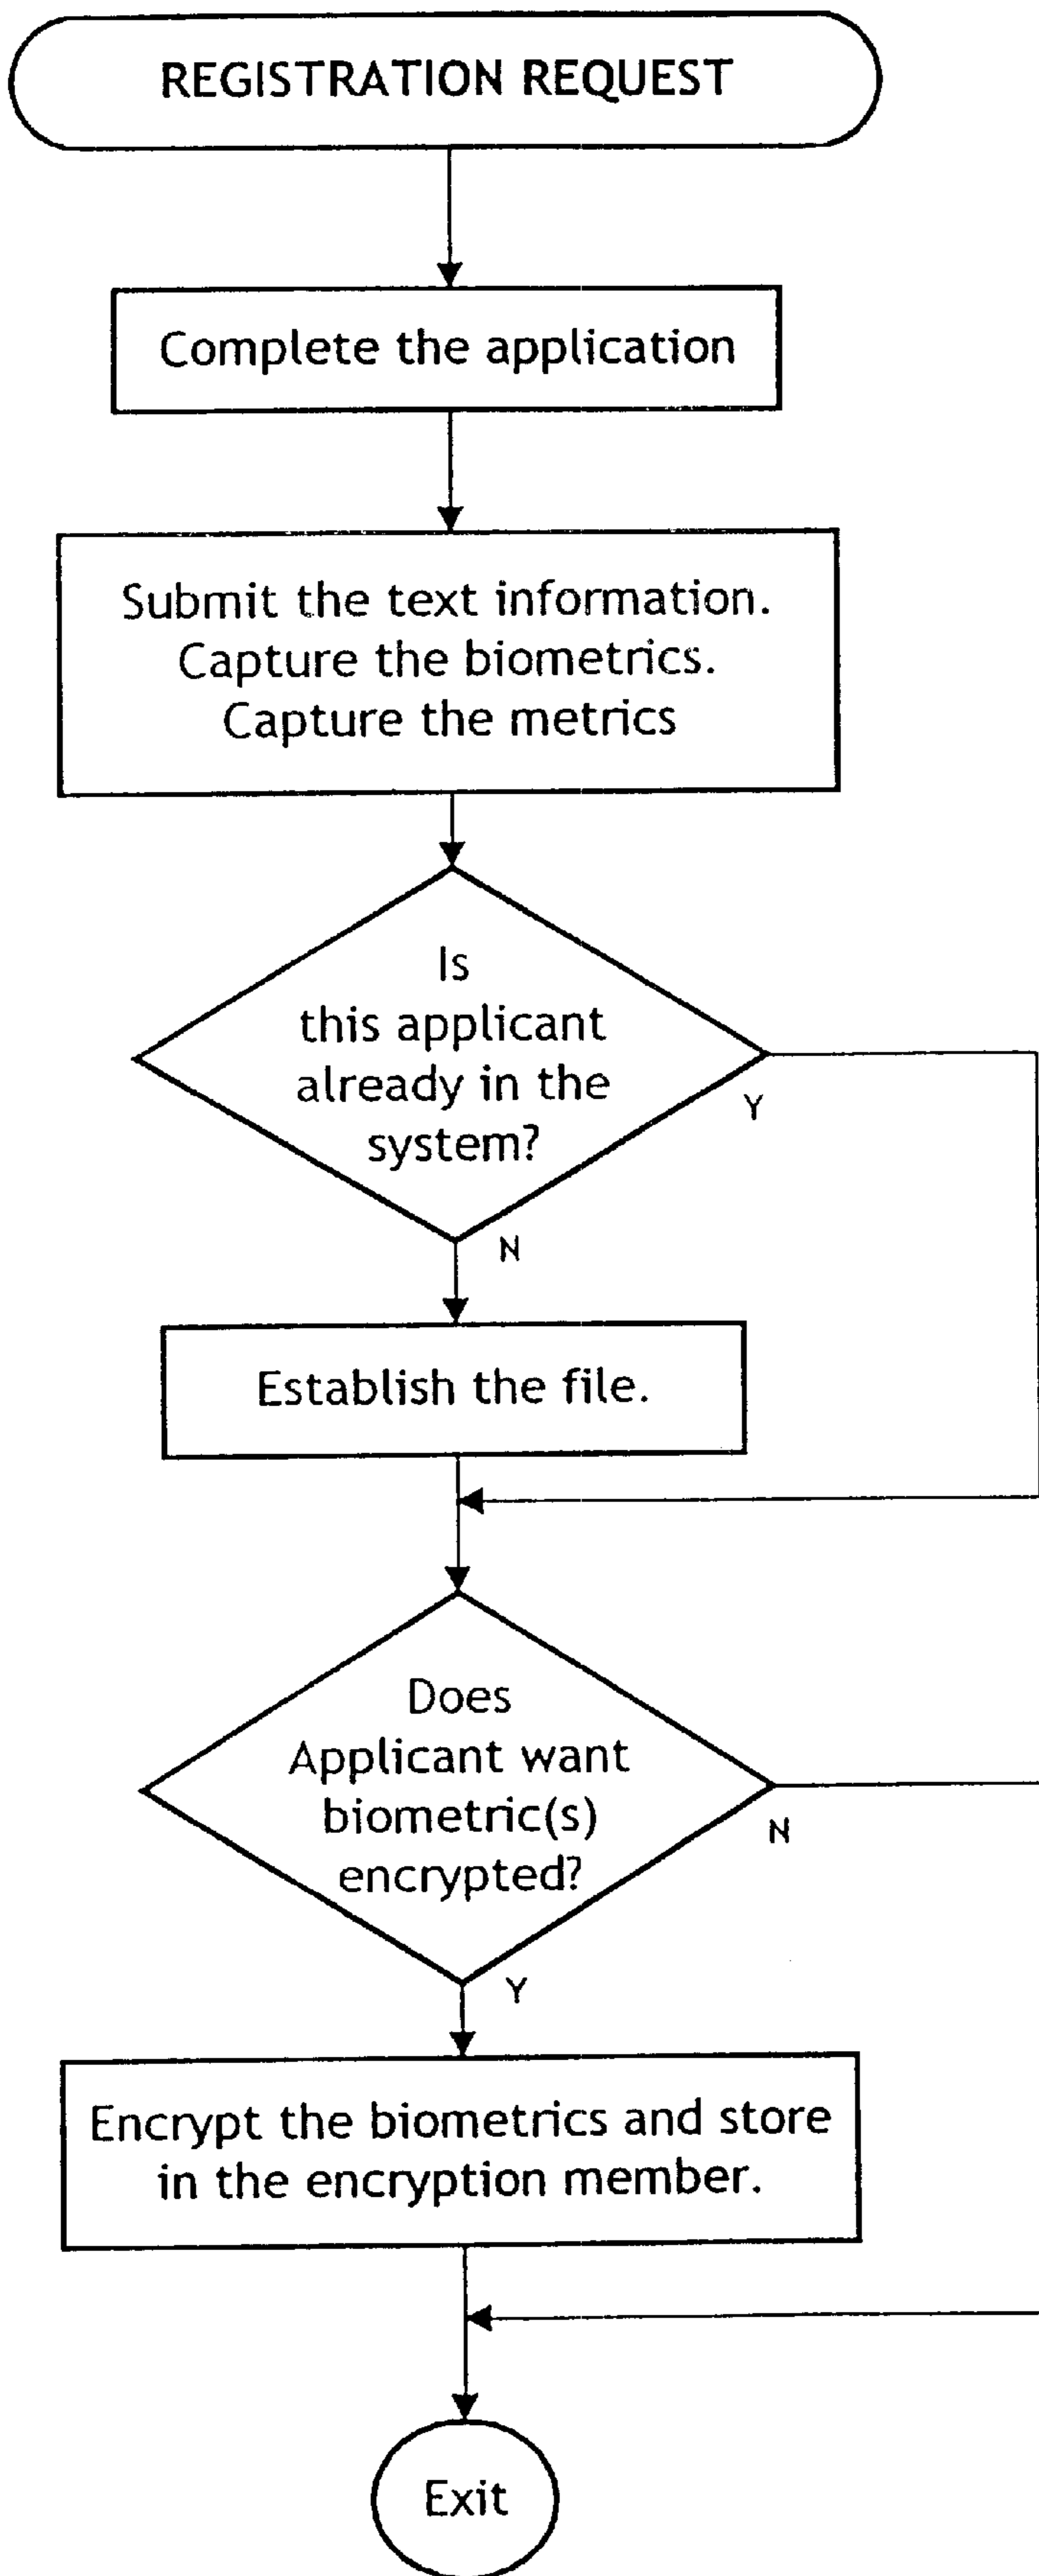 REGISTRATION REQUEST
Complete the application
Submit the text information.
Capture the biometrics.
Capture the metrics
Is
this applicant
already in the
system?
Y
N
Establish the file.
Does
Applicant want
biometric(s)
encrypted?
N
Y
Encrypt the biometrics and store
in the encryption member.
Exit